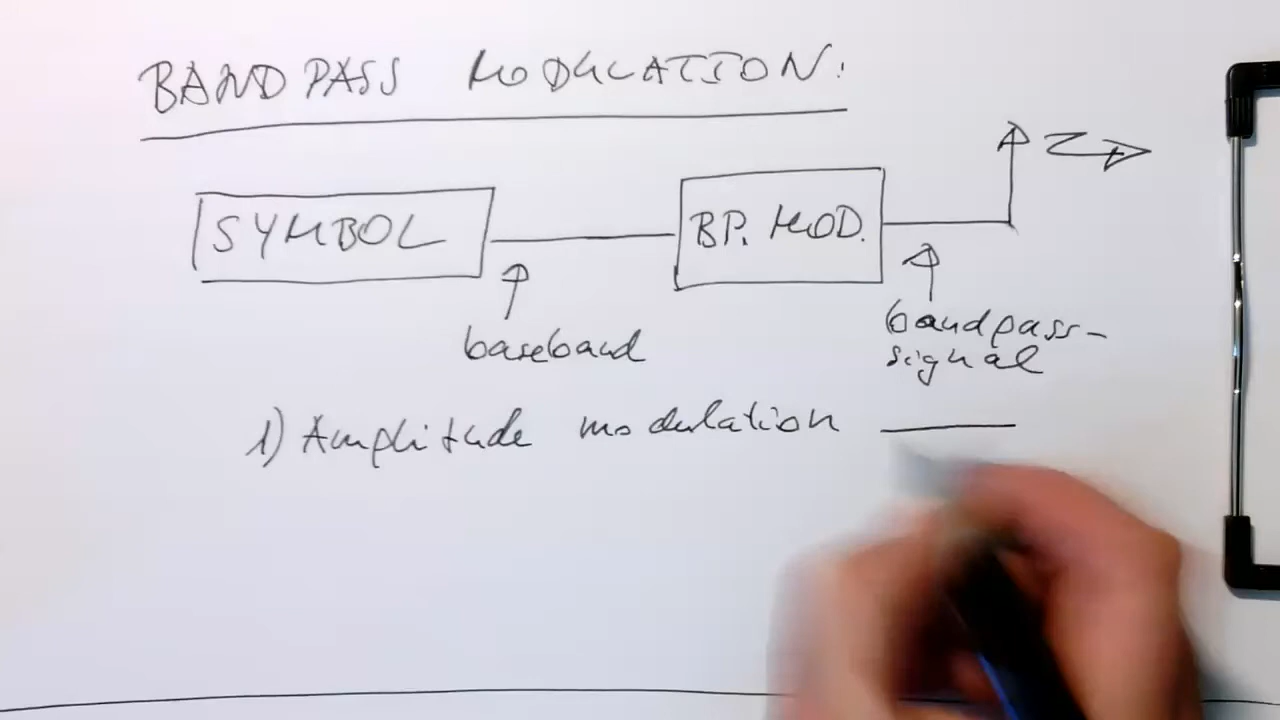 BANDPASS MODULATION:
SYMBOL
BP. MOD.
baseband
bandpass-
signal
1) Amplitude modulation